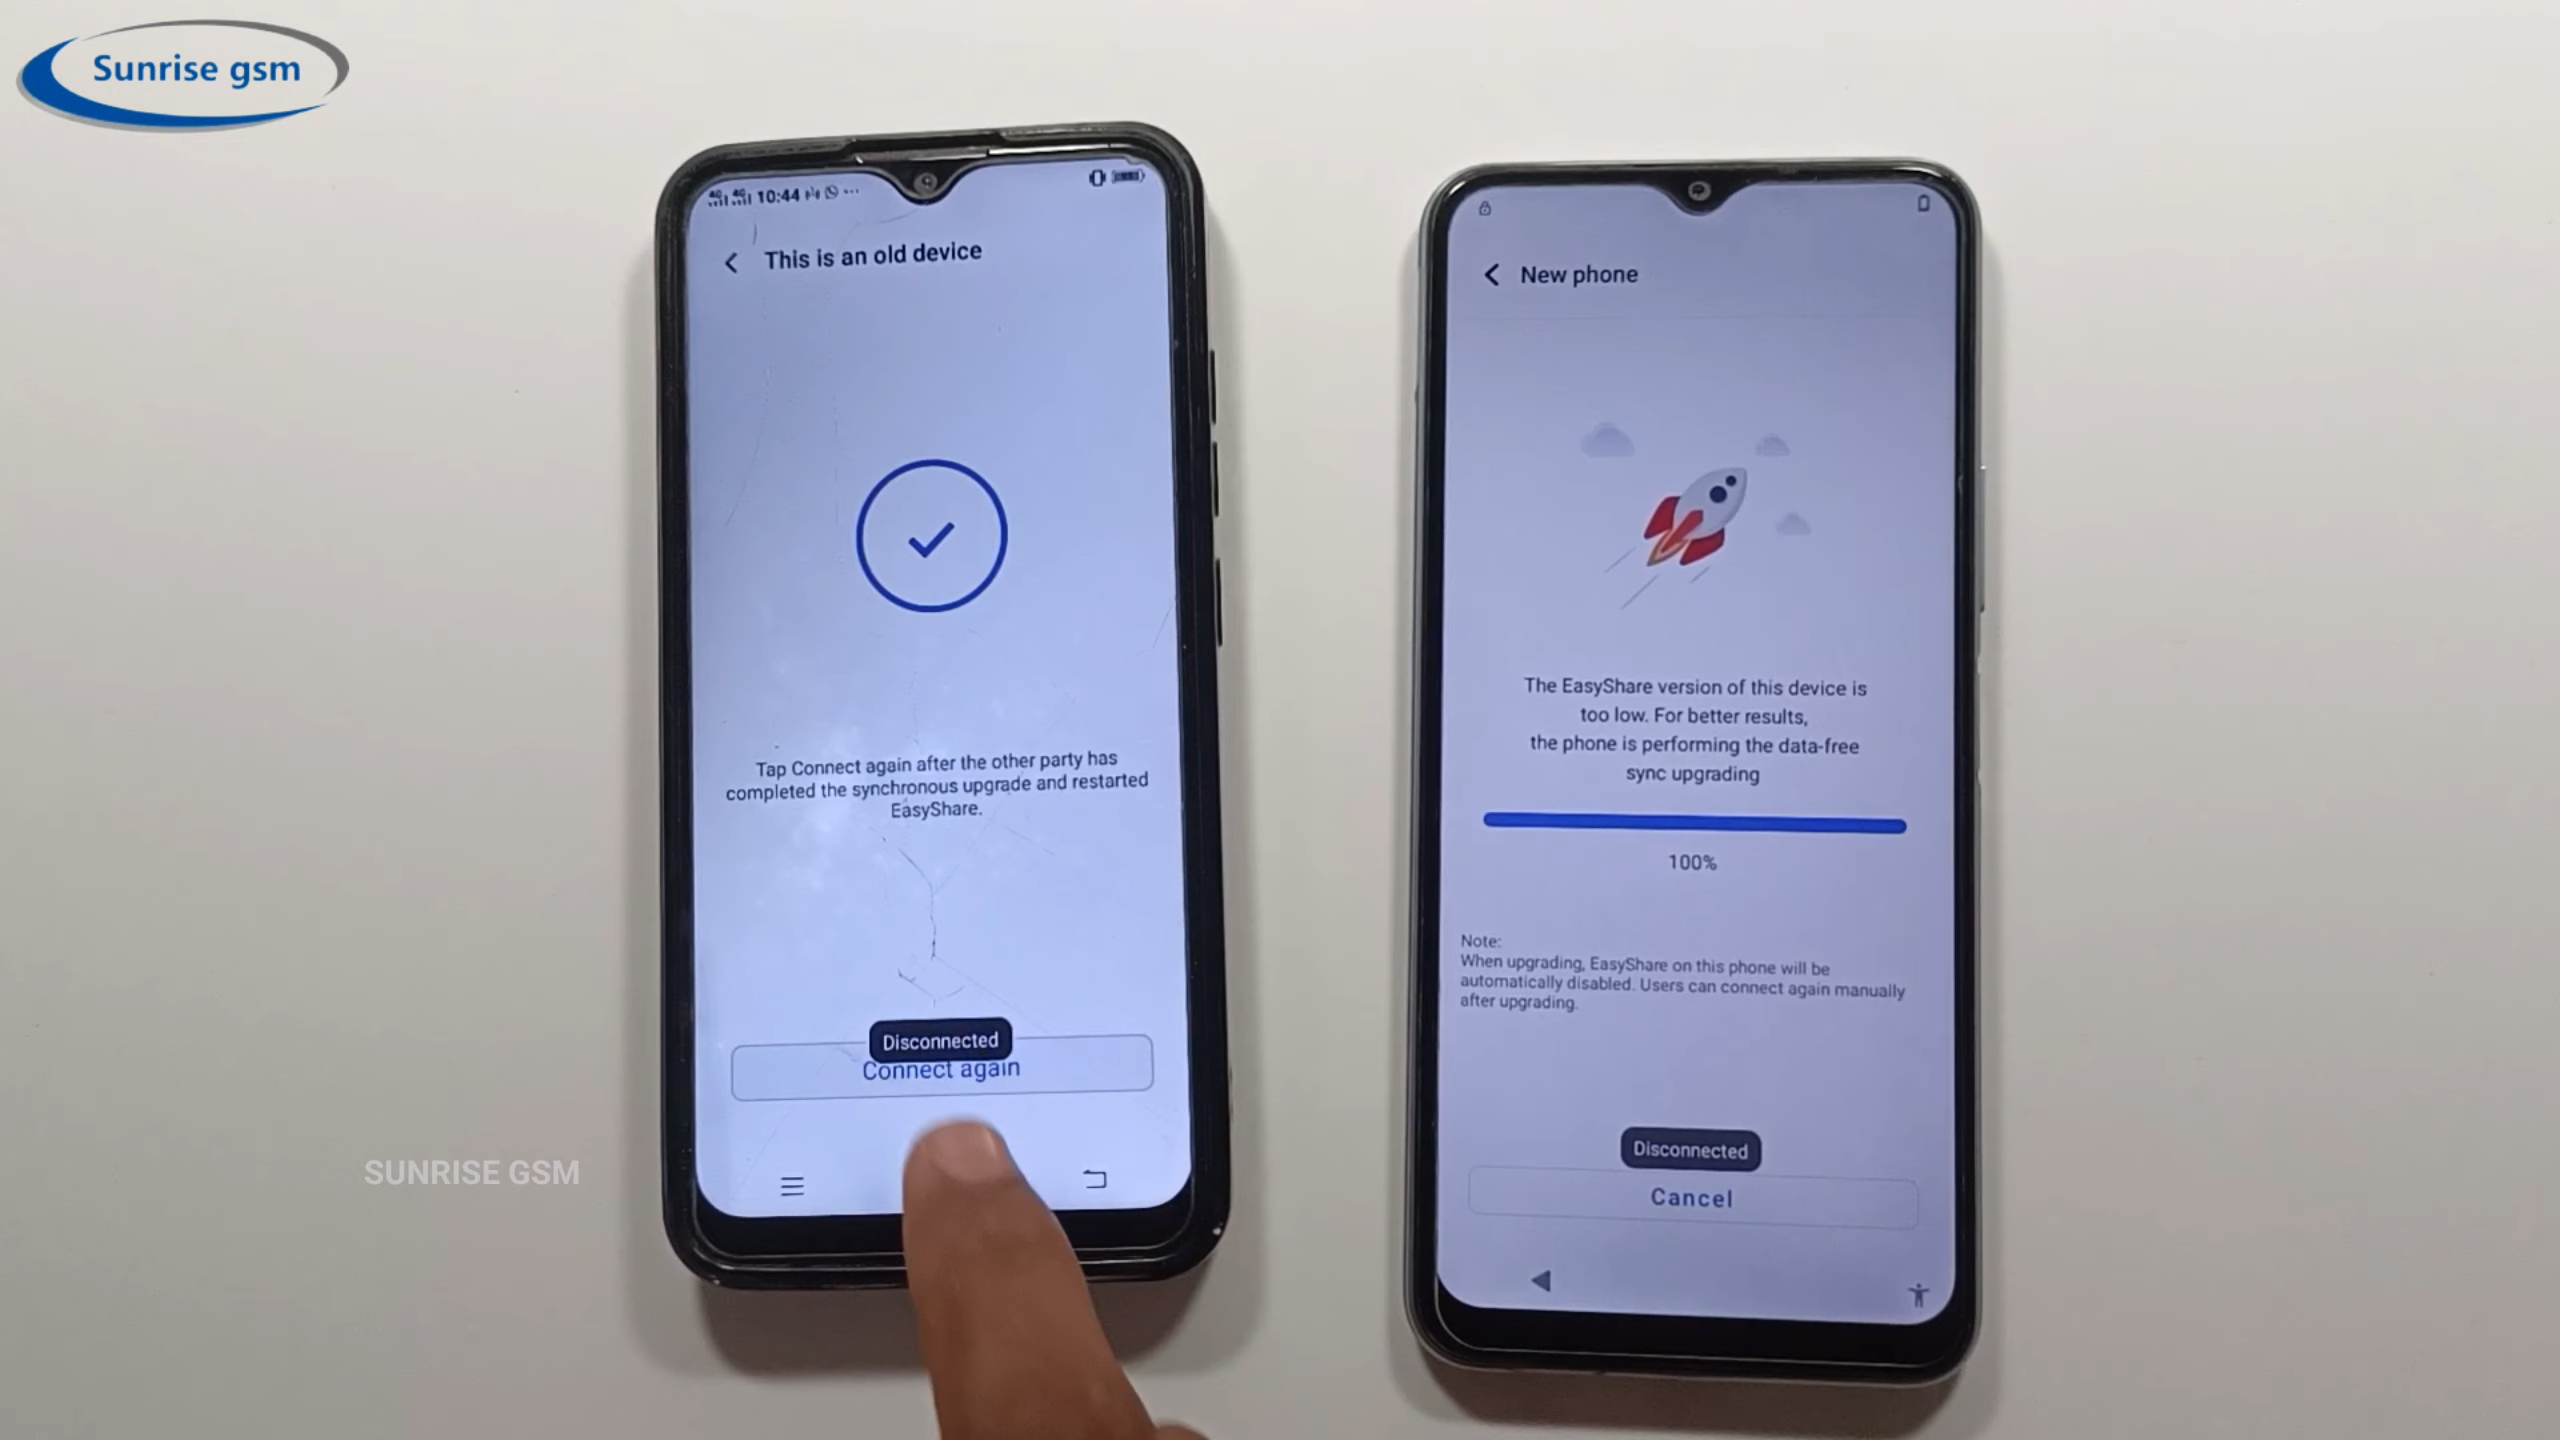 Sunrise gsm
10:44
This is an old device
Tap Connect again after the other party has
completed the synchronous upgrade and restarted
EasyShare.
Disconnected
Connect again
New phone
The EasyShare version of this device is
too low. For better results,
the phone is performing the data-free
sync upgrading
100%
Note:
When upgrading, EasyShare on this phone will be
automatically disabled. Users can connect again manually
after upgrading.
Disconnected
Cancel
SUNRISE GSM